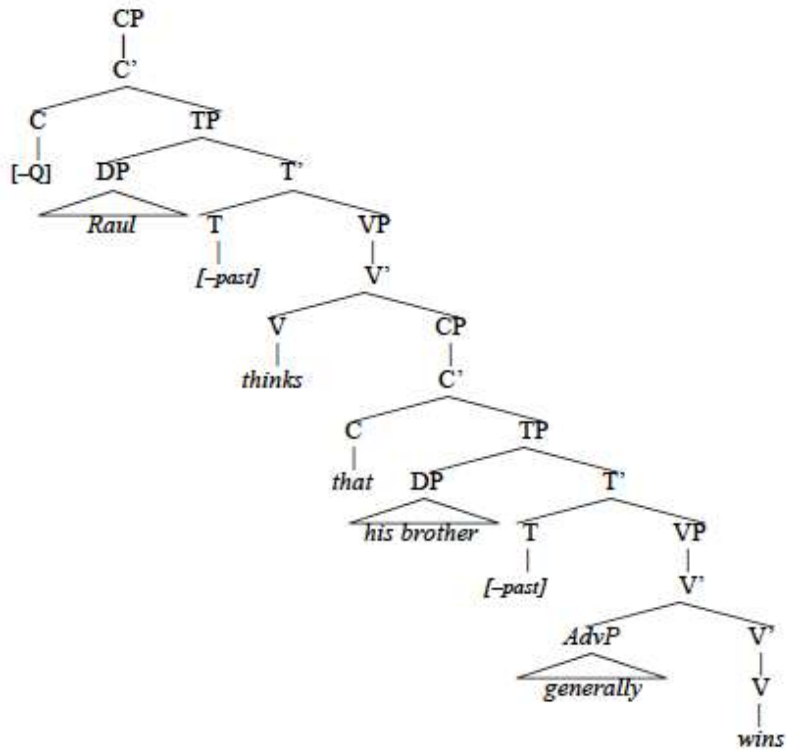 CP
C'
C TP
[–Q] DP T'
Raul T VP
[–past] V'
V CP
thinks C'
C TP
that DP T'
his brother T VP
[–past] V'
AdvP V'
generally V
wins